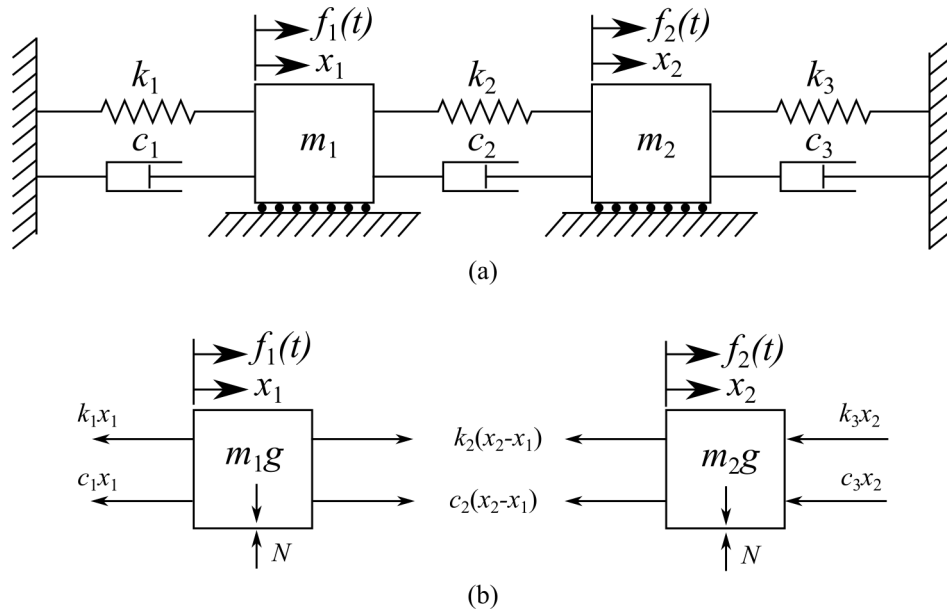 f₁(t) f₂(t)
x₁ x₂
k₁ k₂ k₃
c₁ m₁ c₂ m₂ c₃
(a)
f₁(t) f₂(t)
x₁ x₂
k₁x₁ k₂(x₂-x₁) k₃x₂
m₁g m₂g
c₁x₁ c₂(x₂-x₁) c₃x₂
N N
(b)